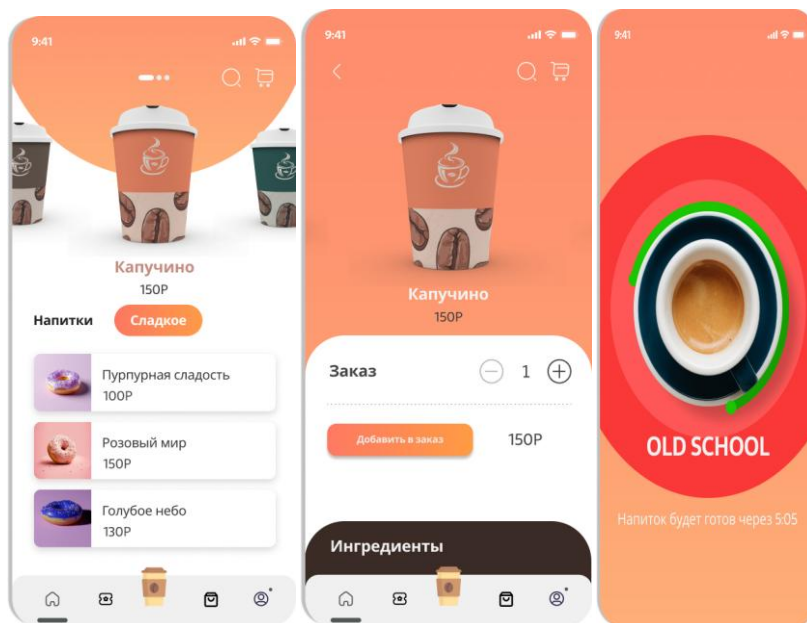 9:41
Капучино
150Р
Напитки
Сладкое
Пурпурная сладость
100Р
Розовый мир
150Р
Голубое небо
130Р
9:41
Капучино
150Р
Заказ
1
Добавить в заказ
150Р
Ингредиенты
9:41
OLD SCHOOL
Напиток будет готов через 5:05